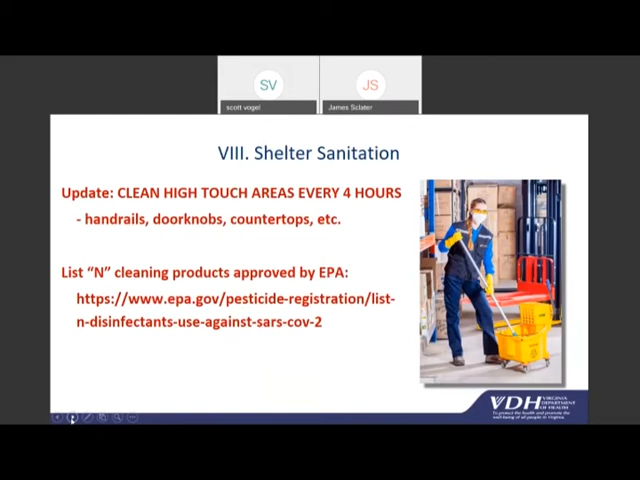 SV
JS
scott vogel
James Sclater
VIII. Shelter Sanitation
Update: CLEAN HIGH TOUCH AREAS EVERY 4 HOURS
- handrails, doorknobs, countertops, etc.
List “N” cleaning products approved by EPA:
https://www.epa.gov/pesticide-registration/list-
n-disinfectants-use-against-sars-cov-2
VDH VIRGINIA
DEPARTMENT
OF HEALTH
To protect the health and promote the
well-being of all people in Virginia.